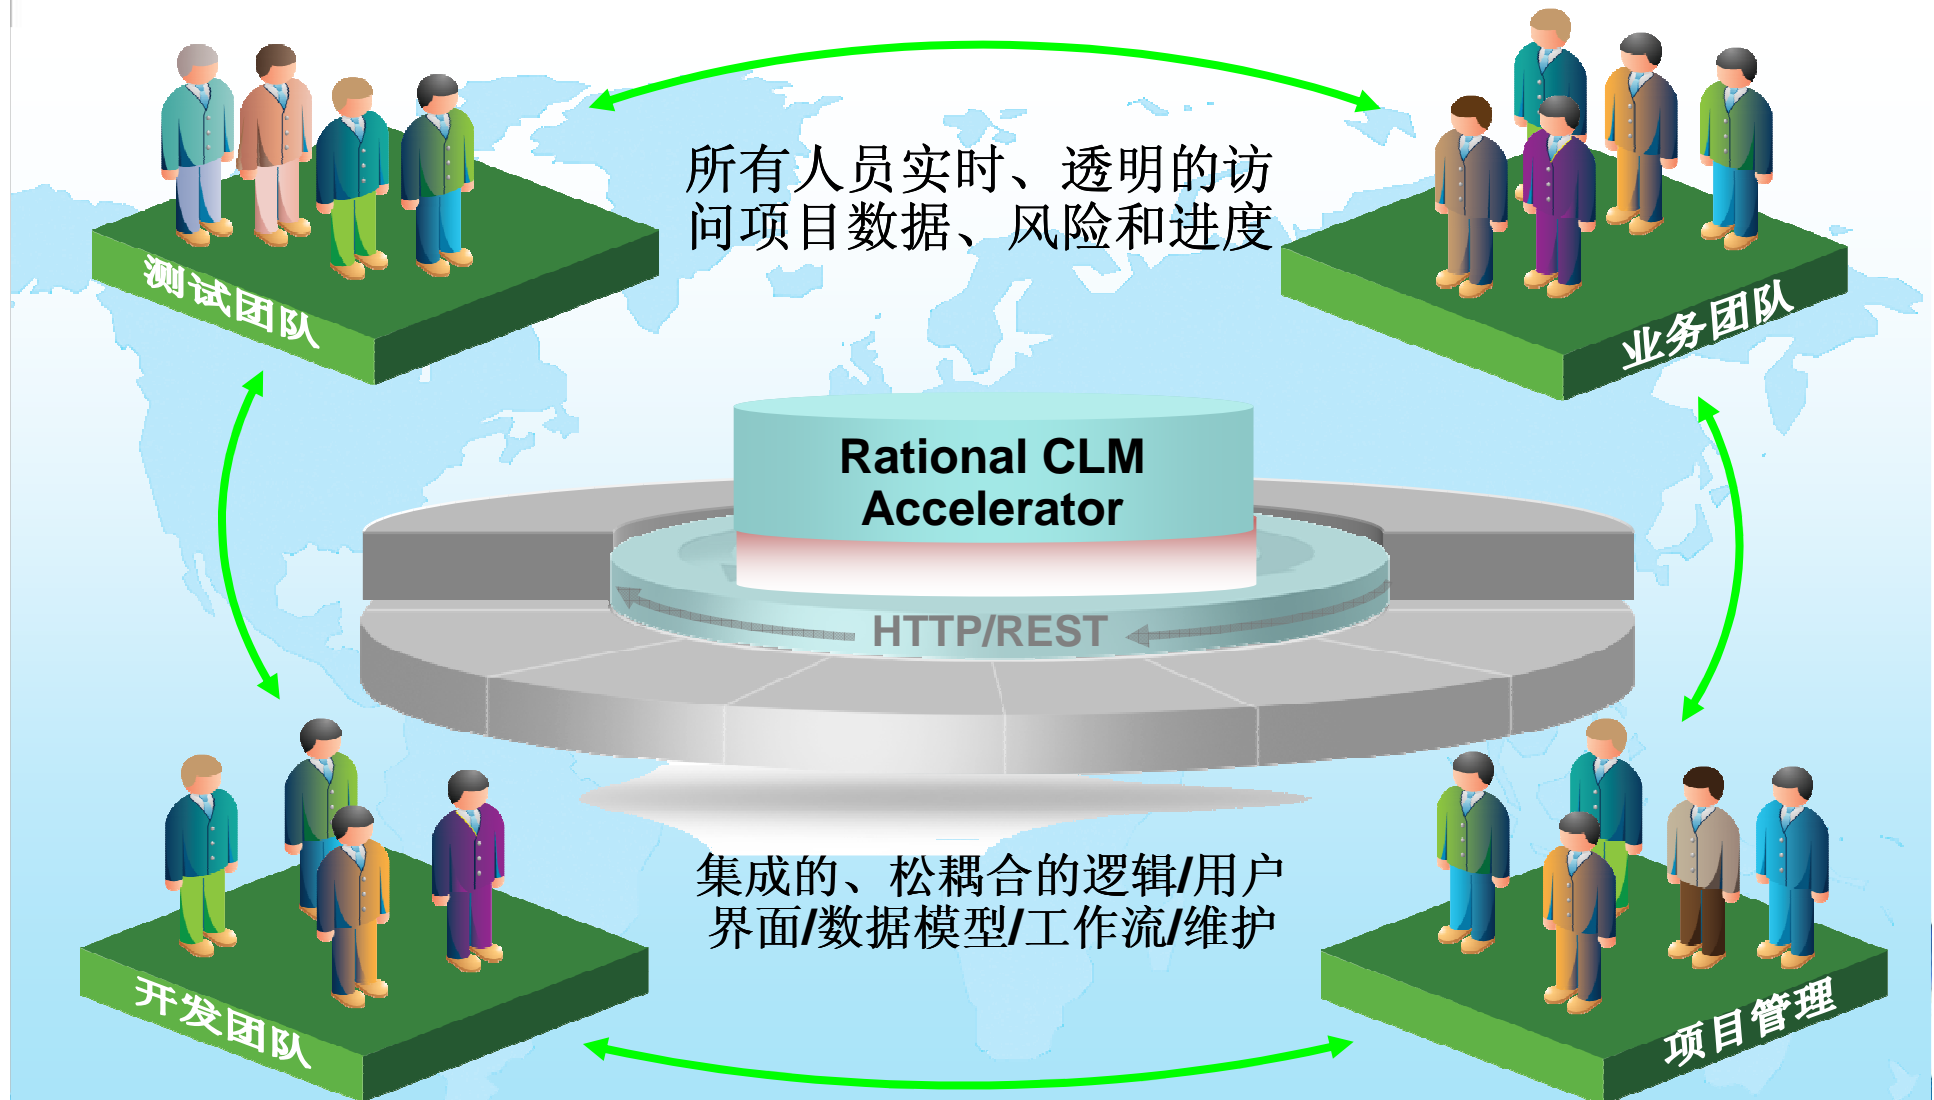 所有人员实时、透明的访
问项目数据、风险和进度
测试团队
业务团队
Rational CLM
Accelerator
HTTP/REST
集成的、松耦合的逻辑/用户
界面/数据模型/工作流/维护
开发团队
项目管理